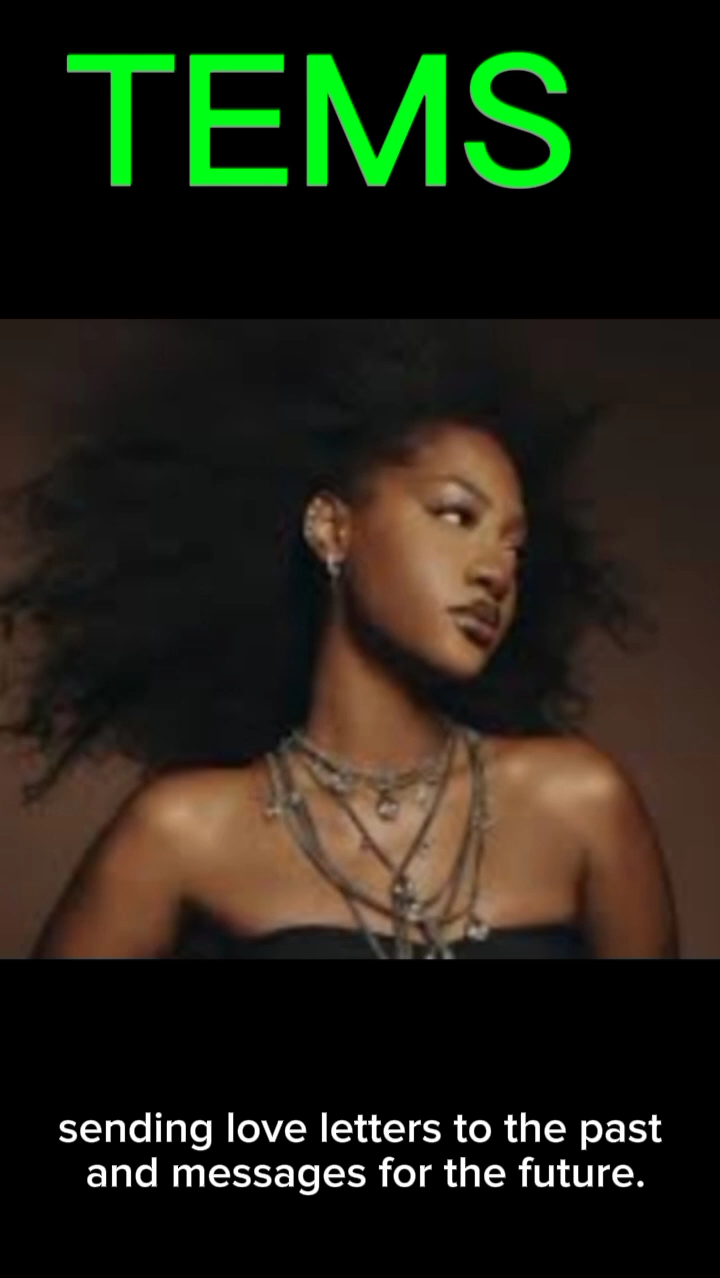 TEMS
sending love letters to the past
and messages for the future.